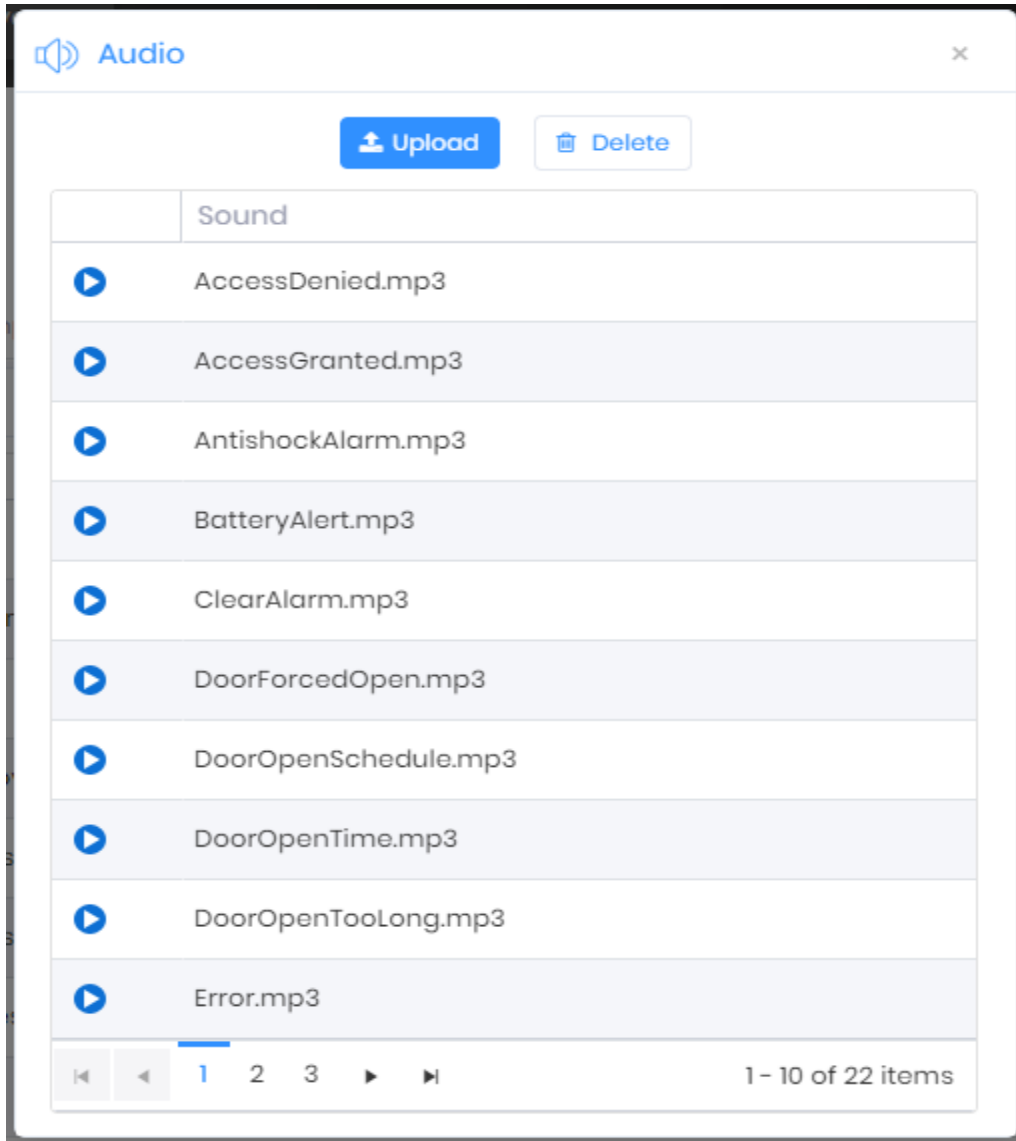 Audio
×
Upload Delete
Sound
AccessDenied.mp3
AccessGranted.mp3
AntishockAlarm.mp3
BatteryAlert.mp3
ClearAlarm.mp3
DoorForcedOpen.mp3
DoorOpenSchedule.mp3
DoorOpenTime.mp3
DoorOpenTooLong.mp3
Error.mp3
1 2 3 1 - 10 of 22 items